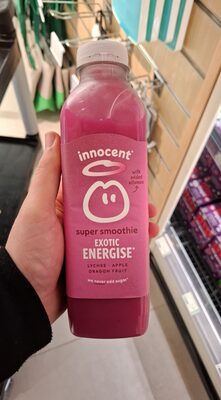 innocent®
with
added
vitamins
super smoothie
EXOTIC
ENERGISE*
LYCHEE · APPLE
DRAGON FRUIT
we never add sugar*